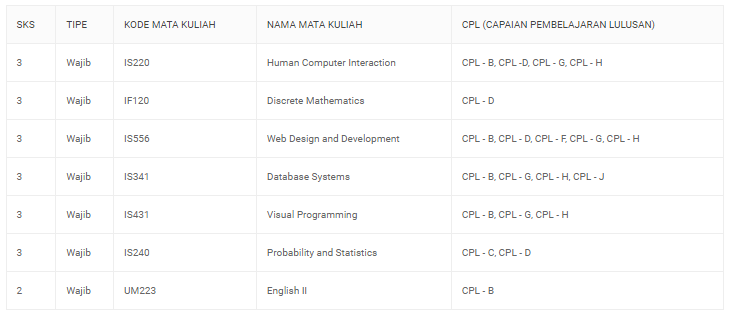 SKS TIPE KODE MATA KULIAH NAMA MATA KULIAH CPL (CAPAIAN PEMBELAJARAN LULUSAN)
3 Wajib IS220 Human Computer Interaction CPL - B, CPL -D, CPL - G, CPL - H
3 Wajib IF120 Discrete Mathematics CPL - D
3 Wajib IS556 Web Design and Development CPL - B, CPL - D, CPL - F, CPL - G, CPL - H
3 Wajib IS341 Database Systems CPL - B, CPL - G, CPL - H, CPL - J
3 Wajib IS431 Visual Programming CPL - B, CPL - G, CPL - H
3 Wajib IS240 Probability and Statistics CPL - C, CPL - D
2 Wajib UM223 English II CPL - B